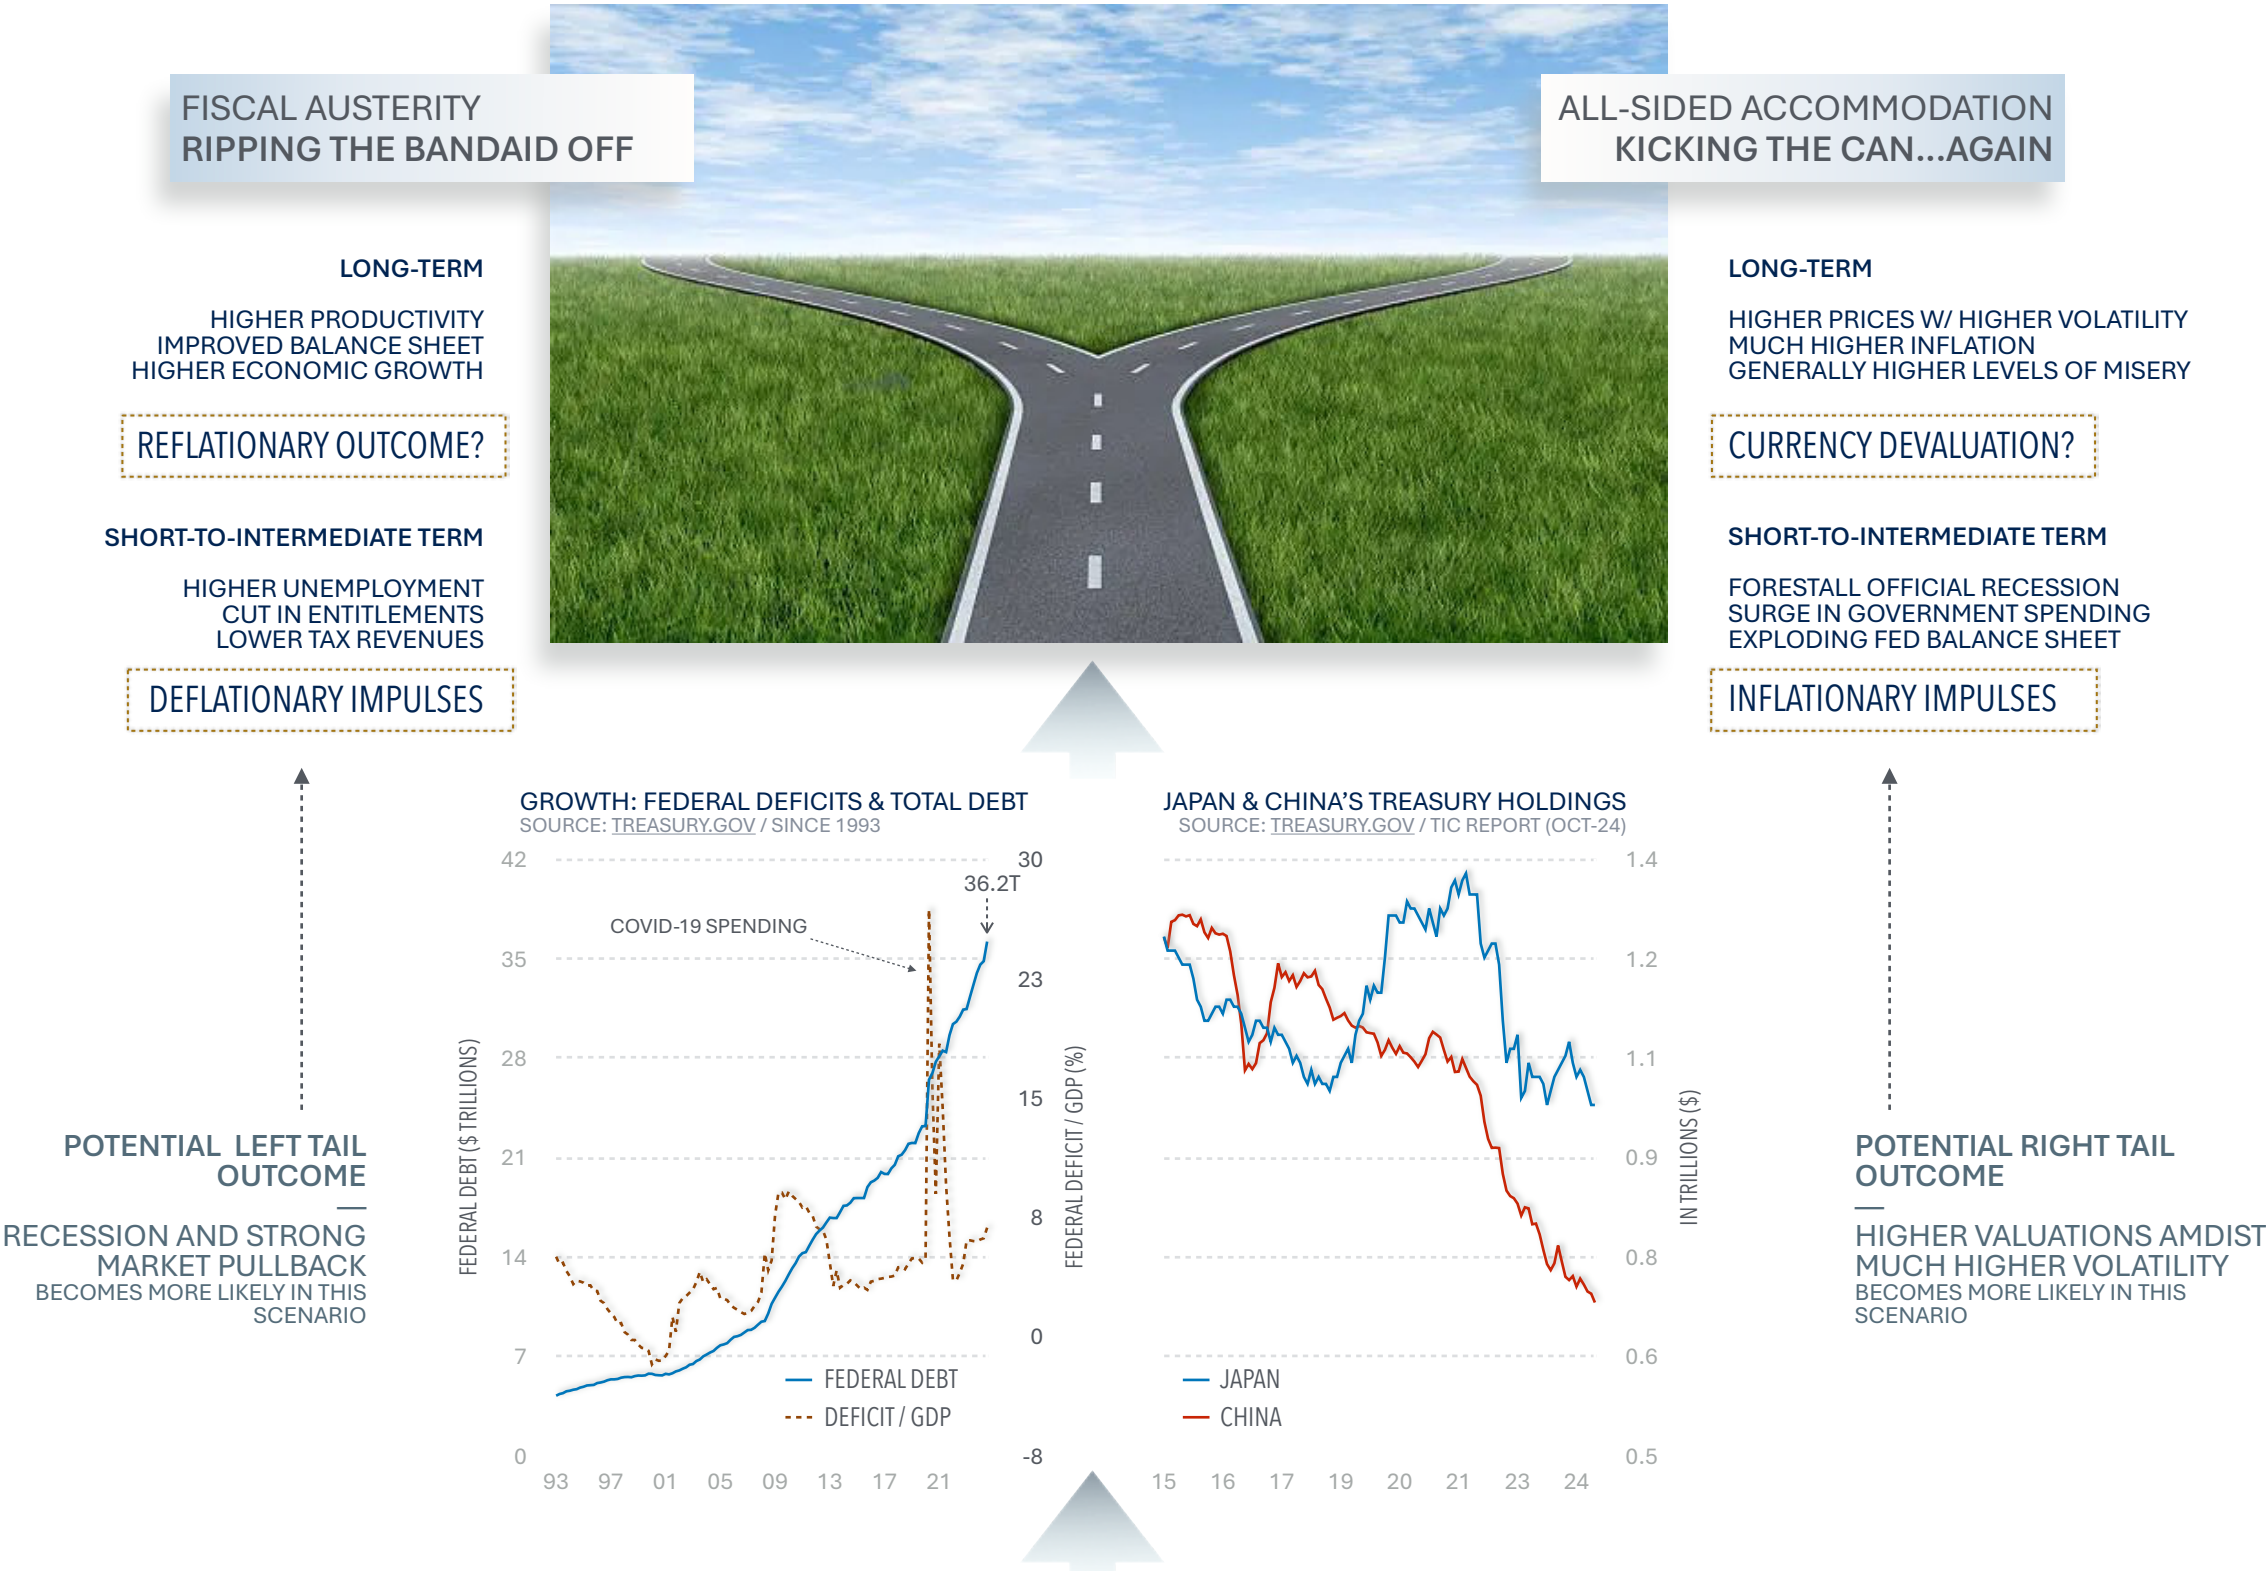 FISCAL AUSTERITY
RIPPING THE BANDAID OFF
ALL-SIDED ACCOMMODATION
KICKING THE CAN...AGAIN
LONG-TERM
HIGHER PRODUCTIVITY
IMPROVED BALANCE SHEET
HIGHER ECONOMIC GROWTH
REFLATIONARY OUTCOME?
SHORT-TO-INTERMEDIATE TERM
HIGHER UNEMPLOYMENT
CUT IN ENTITLEMENTS
LOWER TAX REVENUES
DEFLATIONARY IMPULSES
LONG-TERM
HIGHER PRICES W/ HIGHER VOLATILITY
MUCH HIGHER INFLATION
GENERALLY HIGHER LEVELS OF MISERY
CURRENCY DEVALUATION?
SHORT-TO-INTERMEDIATE TERM
FORESTALL OFFICIAL RECESSION
SURGE IN GOVERNMENT SPENDING
EXPLODING FED BALANCE SHEET
INFLATIONARY IMPULSES
POTENTIAL LEFT TAIL
OUTCOME
—
RECESSION AND STRONG
MARKET PULLBACK
BECOMES MORE LIKELY IN THIS
SCENARIO
GROWTH: FEDERAL DEFICITS & TOTAL DEBT
SOURCE: TREASURY.GOV / SINCE 1993
FEDERAL DEBT ($ TRILLIONS)
42
35
28
21
14
7
0
36.2T
COVID-19 SPENDING
30
23
15
8
0
-8
FEDERAL DEFICIT / GDP (%)
FEDERAL DEBT
DEFICIT / GDP
93 97 01 05 09 13 17 21
JAPAN & CHINA'S TREASURY HOLDINGS
SOURCE: TREASURY.GOV / TIC REPORT (OCT-24)
1.4
1.2
1.1
0.9
0.8
0.6
0.5
IN TRILLIONS ($)
JAPAN
CHINA
15 16 17 19 20 21 23 24
POTENTIAL RIGHT TAIL
OUTCOME
—
HIGHER VALUATIONS AMDIST
MUCH HIGHER VOLATILITY
BECOMES MORE LIKELY IN THIS
SCENARIO